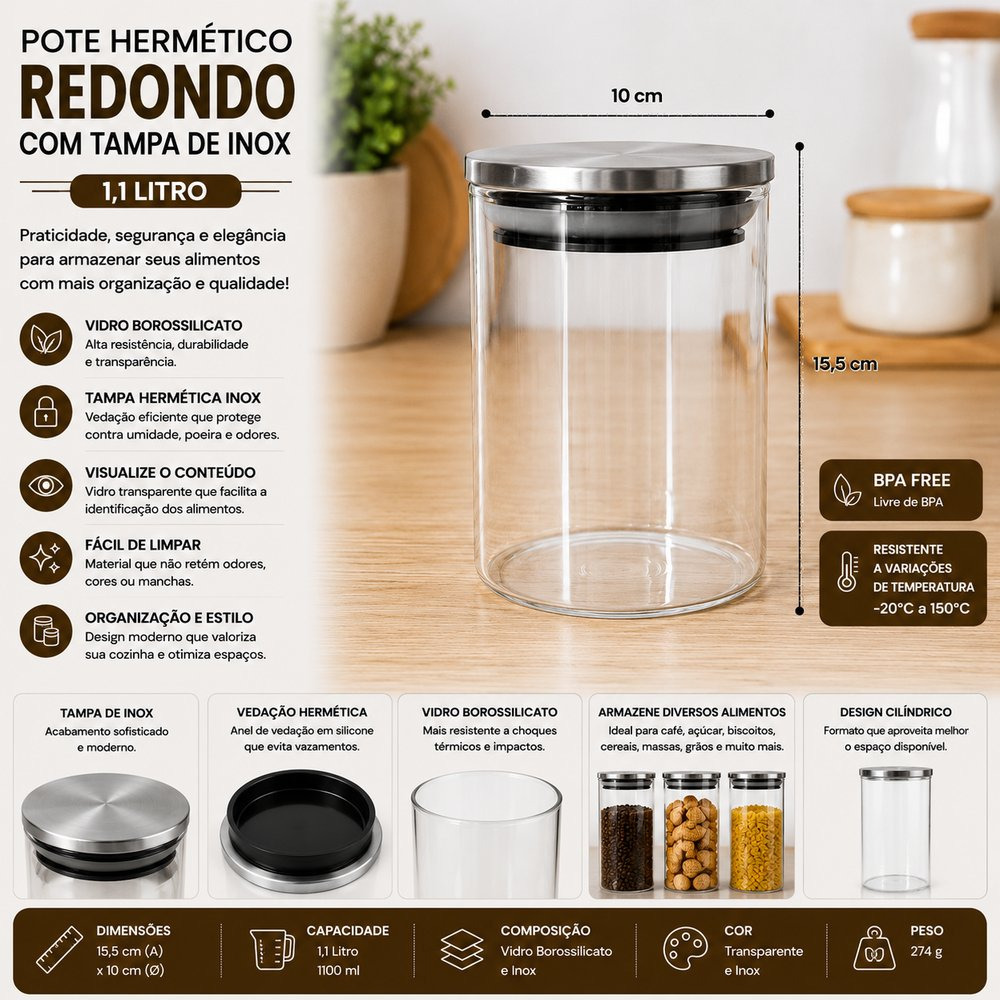 POTE HERMÉTICO
REDONDO
COM TAMPA DE INOX
1,1 LITRO
Praticidade, segurança e elegância
para armazenar seus alimentos
com mais organização e qualidade!
VIDRO BOROSSILICATO
Alta resistência, durabilidade
e transparência.
TAMPA HERMÉTICA INOX
Vedação eficiente que protege
contra umidade, poeira e odores.
VISUALIZE O CONTEÚDO
Vidro transparente que facilita a
identificação dos alimentos.
FÁCIL DE LIMPAR
Material que não retém odores,
cores ou manchas.
ORGANIZAÇÃO E ESTILO
Design moderno que valoriza
sua cozinha e otimiza espaços.
10 cm
15,5 cm
BPA FREE
Livre de BPA
RESISTENTE
A VARIAÇÕES
DE TEMPERATURA
-20°C a 150°C
TAMPA DE INOX
Acabamento sofisticado
e moderno.
VEDAÇÃO HERMÉTICA
Anel de vedação em silicone
que evita vazamentos.
VIDRO BOROSSILICATO
Mais resistente a choques
térmicos e impactos.
ARMAZENE DIVERSOS ALIMENTOS
Ideal para café, açúcar, biscoitos,
cereais, massas, grãos e muito mais.
DESIGN CILÍNDRICO
Formato que aproveita melhor
o espaço disponível.
DIMENSÕES
15,5 cm (A)
x 10 cm (Ø)
CAPACIDADE
1,1 Litro
1100 ml
COMPOSIÇÃO
Vidro Borossilicato
e Inox
COR
Transparente
e Inox
PESO
274 g